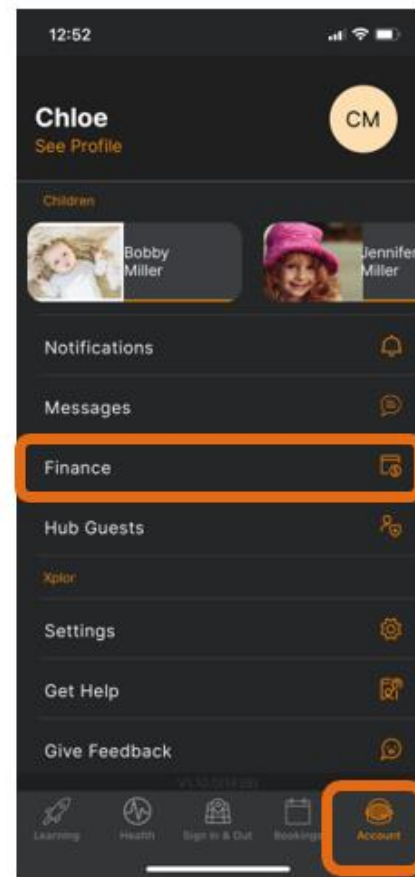 12:52
Chloe
CM
See Profile
Children
Bobby
Miller
Jennifer
Miller
Notifications
Messages
Finance
Hub Guests
Xplor
Settings
Get Help
Give Feedback
Learning
Health
Sign In & Out
Bookings
Account